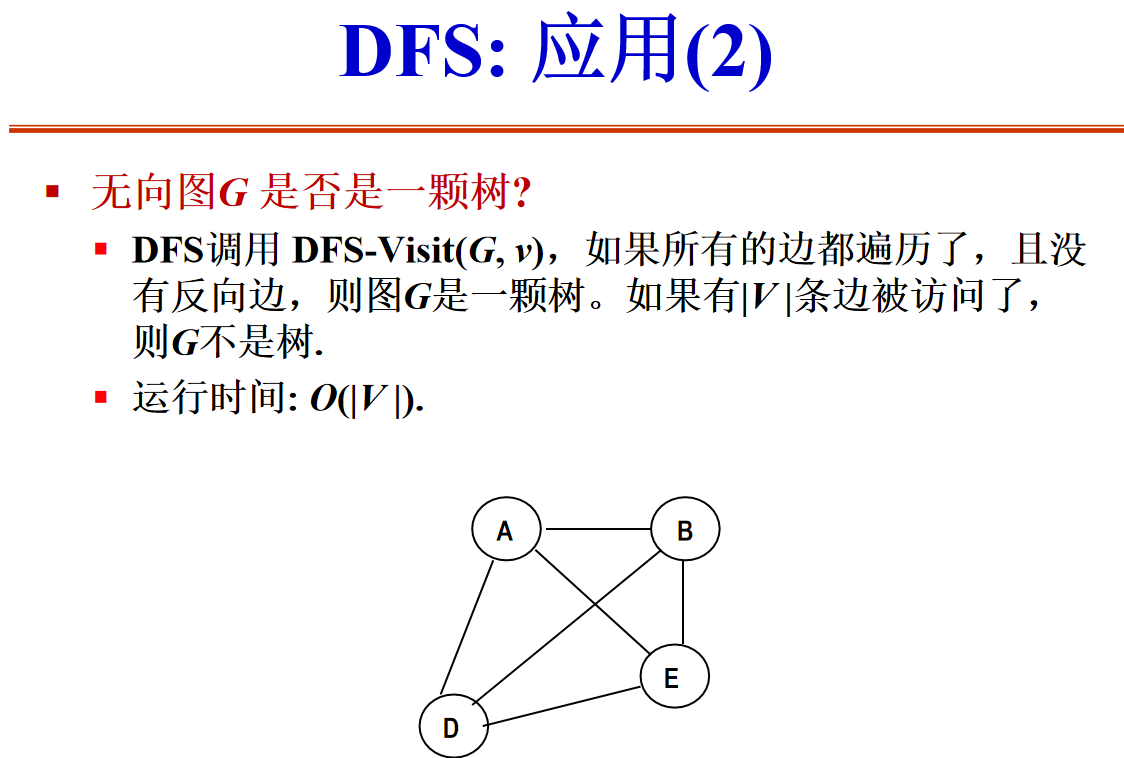 DFS: 应用(2)
无向图G 是否是一颗树?
DFS调用 DFS-Visit(G, v)，如果所有的边都遍历了，且没
有反向边，则图G是一颗树。如果有|V |条边被访问了，
则G不是树.
运行时间: O(|V |).
A
B
E
D